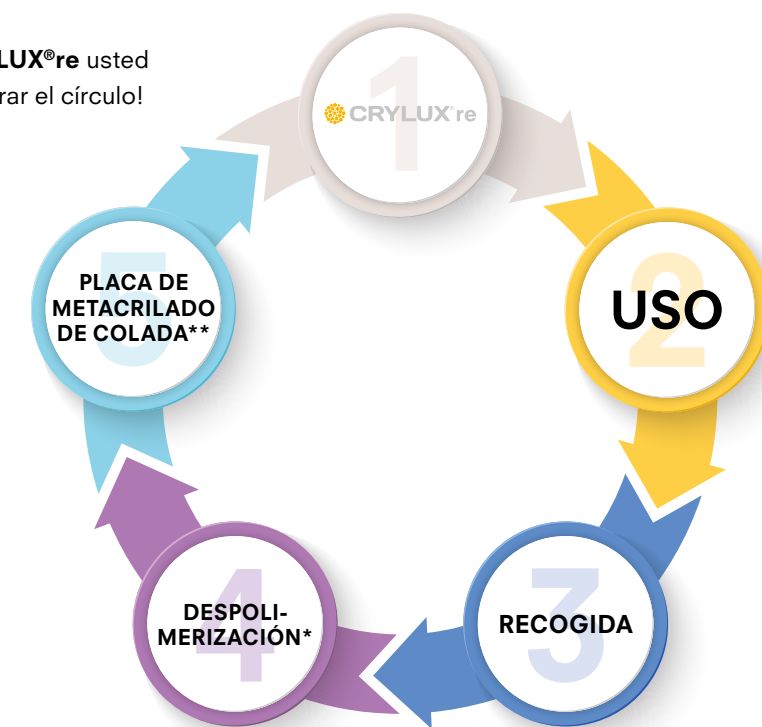 LUX®re usted
rar el círculo!
1
CRYLUX®re
2
USO
3
RECOGIDA
4
DESPOLI-
MERIZACIÓN*
5
PLACA DE
METACRILADO
DE COLADA**